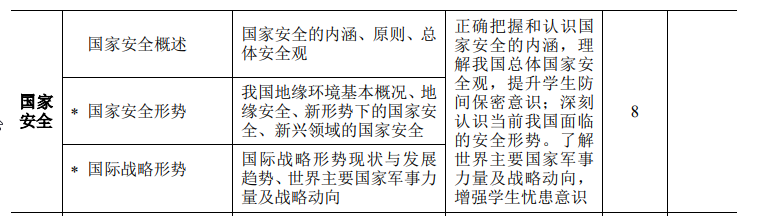 国家
安全
国家安全概述
国家安全的内涵、原则、总
体安全观
* 国家安全形势
我国地缘环境基本概况、地
缘安全、新形势下的国家安
全、新兴领域的国家安全
* 国际战略形势
国际战略形势现状与发展
趋势、世界主要国家军事力
量及战略动向
正确把握和认识国
家安全的内涵，理
解我国总体国家安
全观，提升学生防
间保密意识；深刻
认识当前我国面临
的安全形势。了解
世界主要国家军事
力量及战略动向，
增强学生忧患意识
8